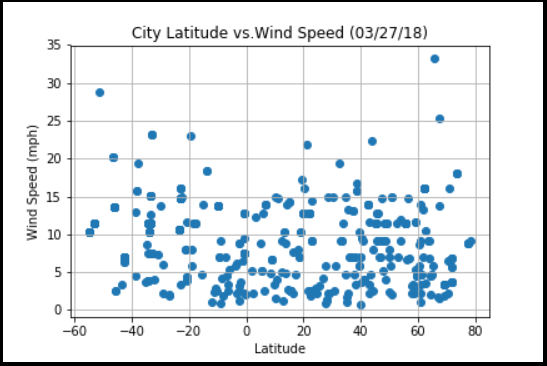 City Latitude vs.Wind Speed (03/27/18)
35
30
25
20
15
10
5
0
Wind Speed (mph)
−60 −40 −20 0 20 40 60 80
Latitude